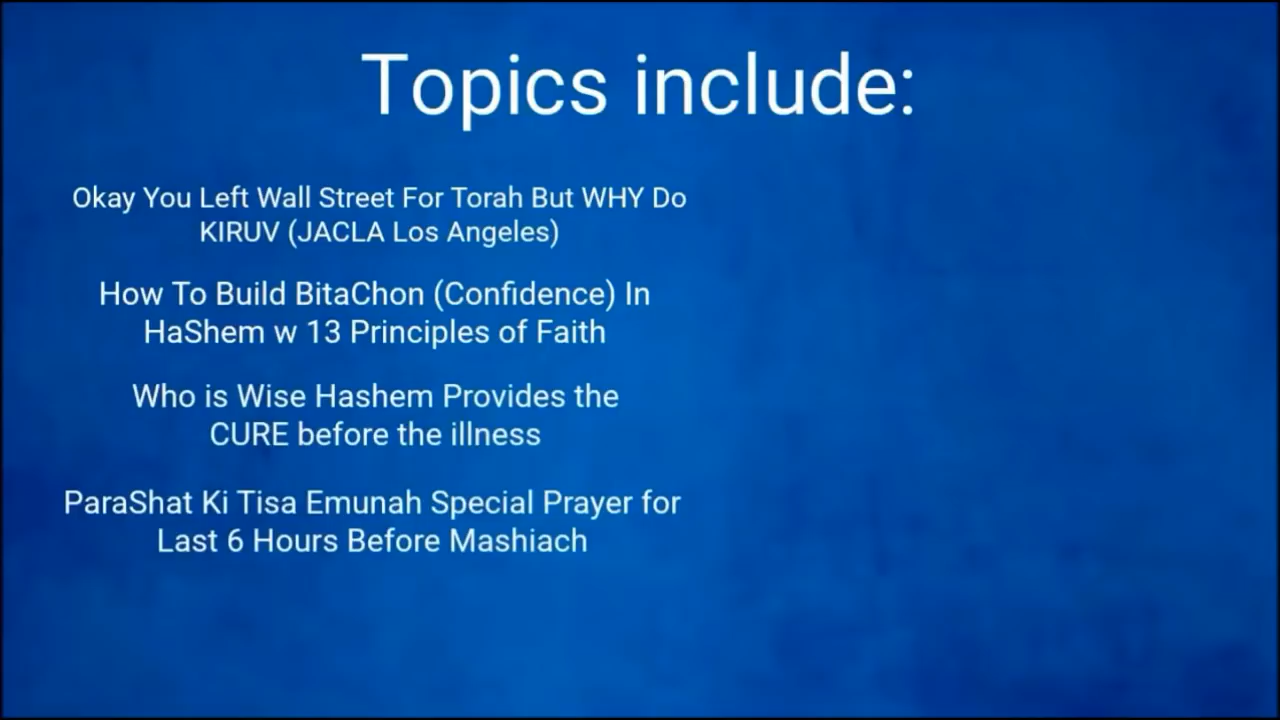 Topics include:
Okay You Left Wall Street For Torah But WHY Do
KIRUV (JACLA Los Angeles)
How To Build BitaChon (Confidence) In
HaShem w 13 Principles of Faith
Who is Wise Hashem Provides the
CURE before the illness
ParaShat Ki Tisa Emunah Special Prayer for
Last 6 Hours Before Mashiach